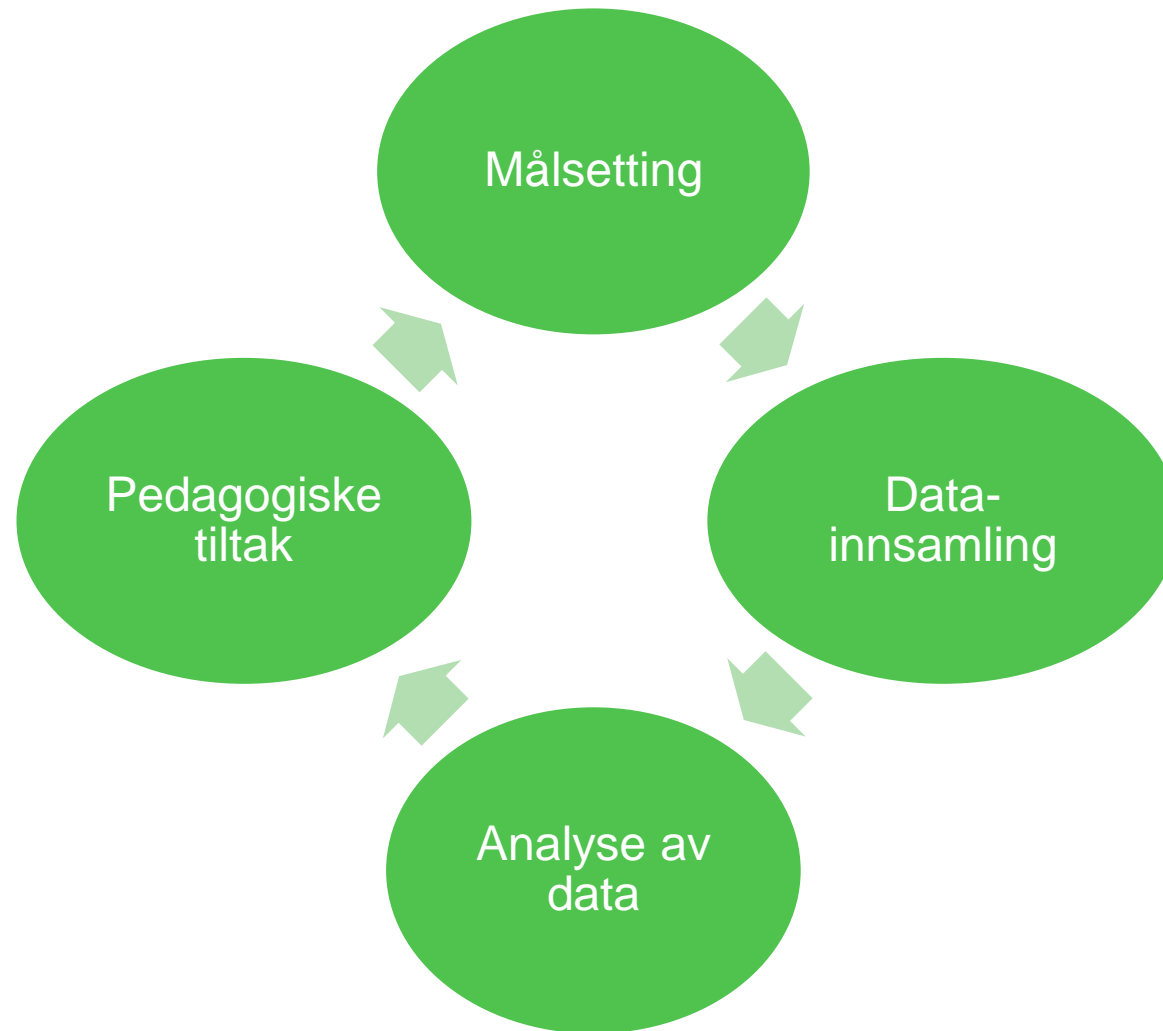 Målsetting
Data-
innsamling
Analyse av
data
Pedagogiske
tiltak